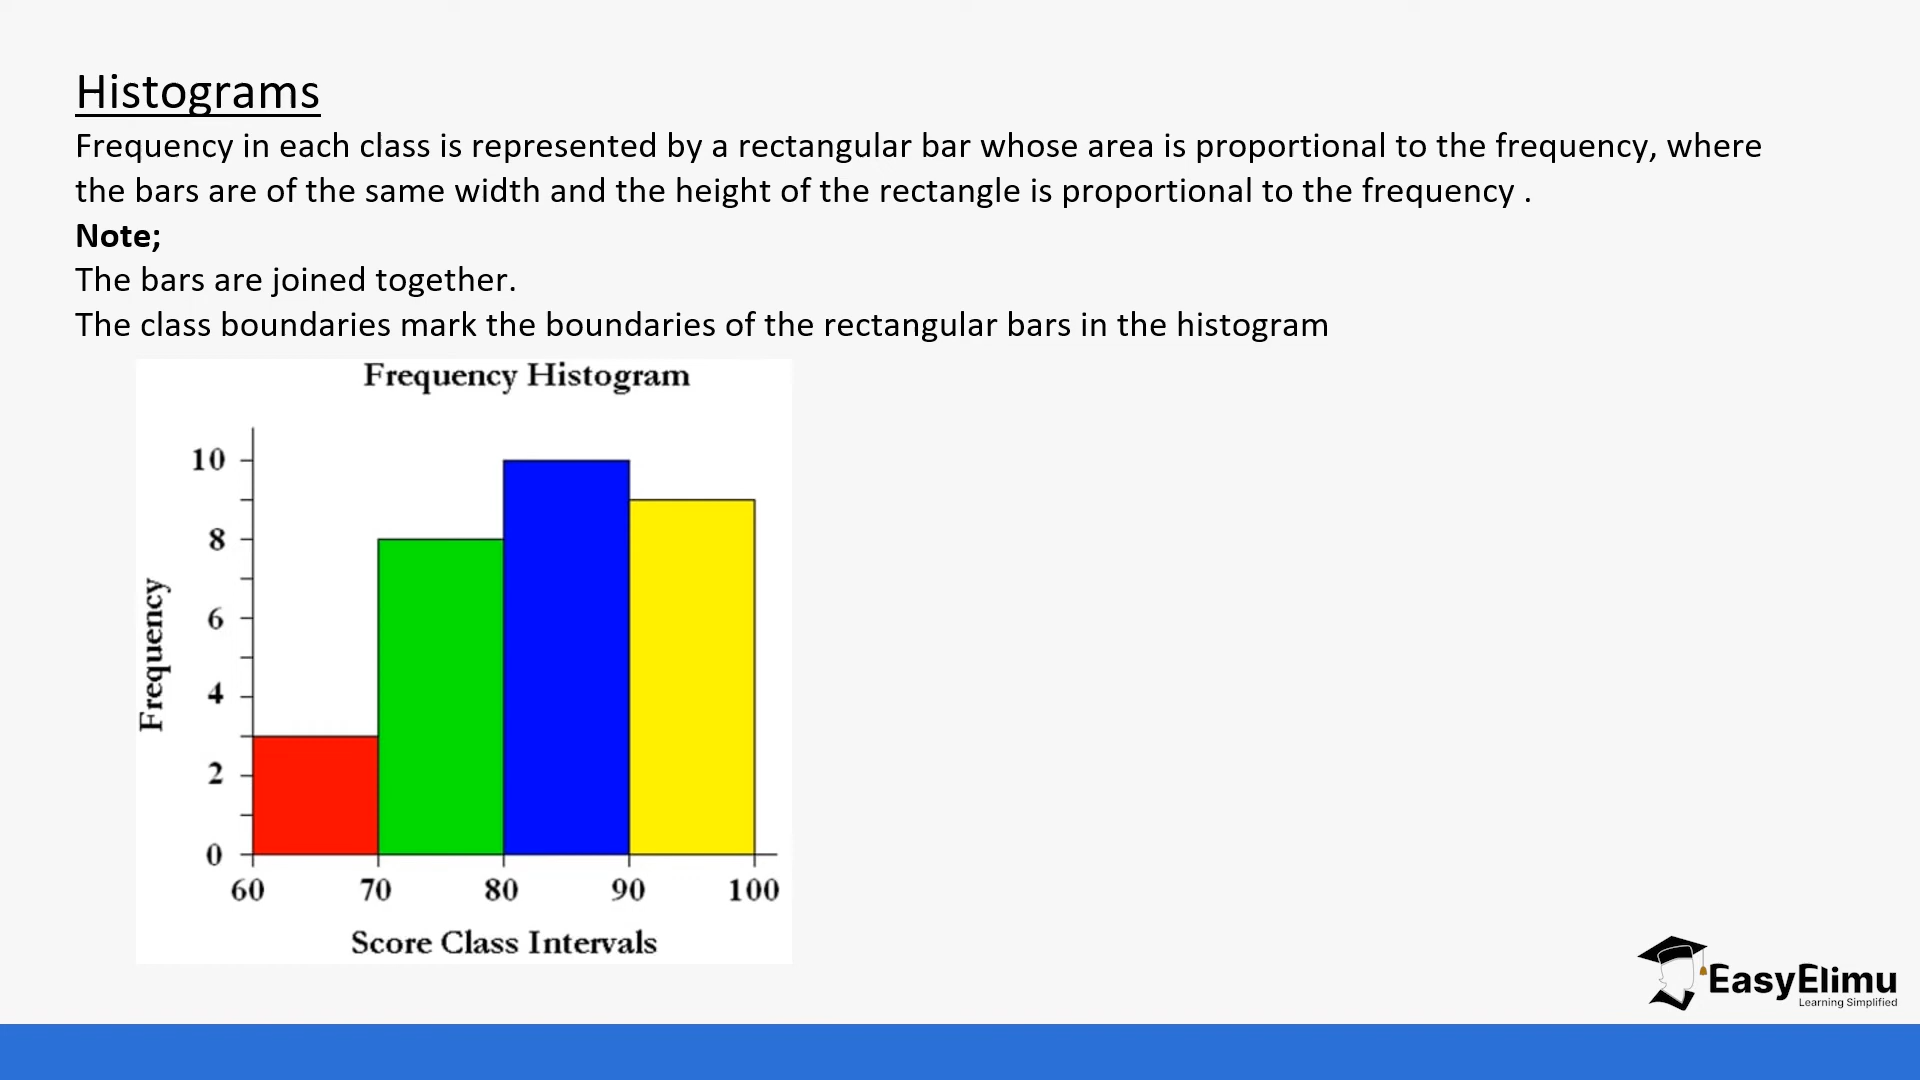 Histograms
Frequency in each class is represented by a rectangular bar whose area is proportional to the frequency, where
the bars are of the same width and the height of the rectangle is proportional to the frequency .
Note;
The bars are joined together.
The class boundaries mark the boundaries of the rectangular bars in the histogram
Frequency Histogram
10
8
6
4
2
0
Frequency
60 70 80 90 100
Score Class Intervals
EasyElimu
Learning Simplified